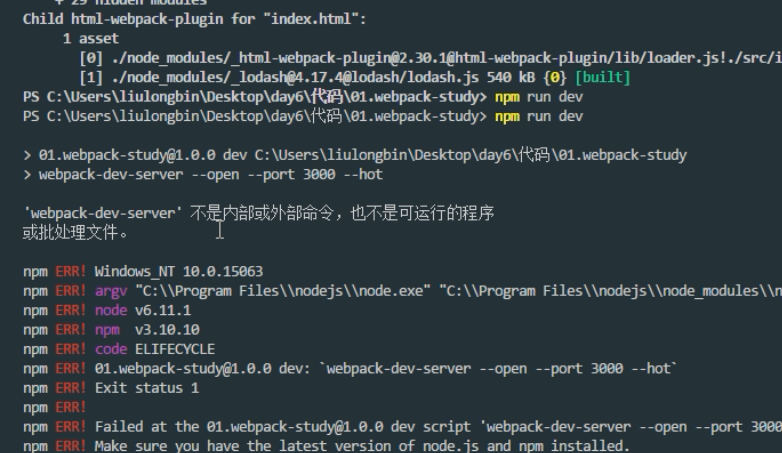 + 29 hidden modules
Child html-webpack-plugin for "index.html":
1 asset
[0] ./node_modules/_html-webpack-plugin@2.30.1@html-webpack-plugin/lib/loader.js!./src/i
[1] ./node_modules/_lodash@4.17.4@lodash/lodash.js 540 kB {0} [built]
PS C:\Users\liulongbin\Desktop\day6\代码\01.webpack-study> npm run dev
PS C:\Users\liulongbin\Desktop\day6\代码\01.webpack-study> npm run dev
> 01.webpack-study@1.0.0 dev C:\Users\liulongbin\Desktop\day6\代码\01.webpack-study
> webpack-dev-server --open --port 3000 --hot
'webpack-dev-server' 不是内部或外部命令，也不是可运行的程序
或批处理文件。
npm ERR! Windows_NT 10.0.15063
npm ERR! argv "C:\\Program Files\\nodejs\\node.exe" "C:\\Program Files\\nodejs\\node_modules\\n
npm ERR! node v6.11.1
npm ERR! npm v3.10.10
npm ERR! code ELIFECYCLE
npm ERR! 01.webpack-study@1.0.0 dev: `webpack-dev-server --open --port 3000 --hot`
npm ERR! Exit status 1
npm ERR!
npm ERR! Failed at the 01.webpack-study@1.0.0 dev script 'webpack-dev-server --open --port 3000
npm ERR! Make sure you have the latest version of node.js and npm installed.